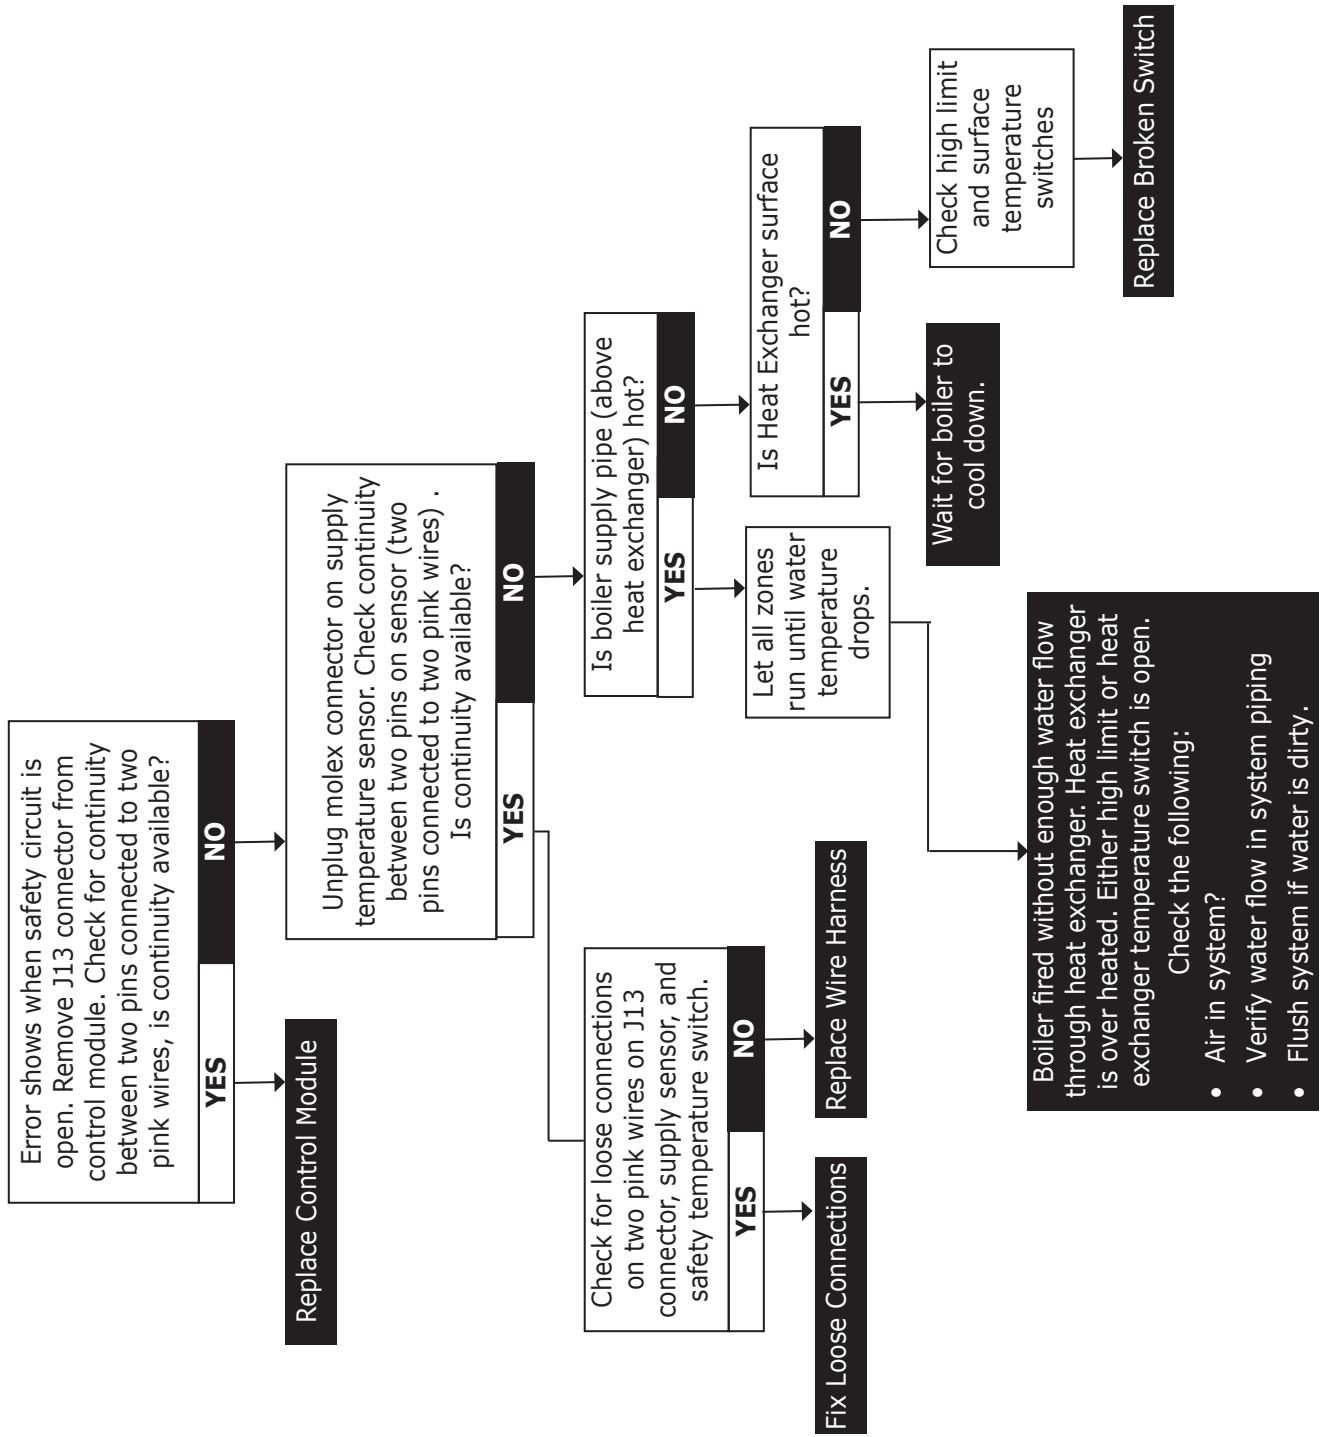 Error shows when safety circuit is
open. Remove J13 connector from
control module. Check for continuity
between two pins connected to two
pink wires, is continuity available?
YES
NO
Replace Control Module
Unplug molex connector on supply
temperature sensor. Check continuity
between two pins on sensor (two
pins connected to two pink wires) .
Is continuity available?
YES
NO
Check for loose connections
on two pink wires on J13
connector, supply sensor, and
safety temperature switch.
YES
NO
Fix Loose Connections
Replace Wire Harness
Is boiler supply pipe (above
heat exchanger) hot?
YES
NO
Let all zones
run until water
temperature
drops.
Boiler fired without enough water flow
through heat exchanger. Heat exchanger
is over heated. Either high limit or heat
exchanger temperature switch is open.
Check the following:
• Air in system?
• Verify water flow in system piping
• Flush system if water is dirty.
Is Heat Exchanger surface
hot?
YES
NO
Wait for boiler to
cool down.
Check high limit
and surface
temperature
switches
Replace Broken Switch